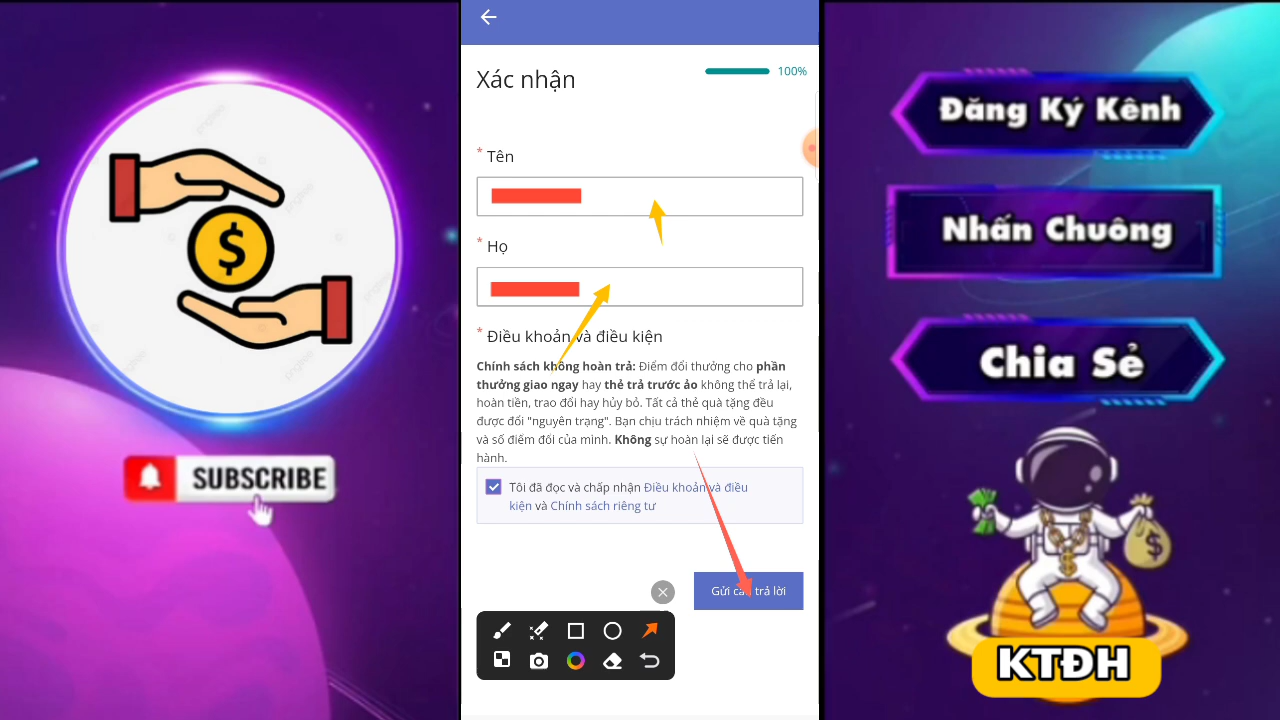 SUBSCRIBE
Xác nhận
100%
* Tên
* Họ
* Điều khoản và điều kiện
Chính sách không hoàn trả: Điểm đổi thưởng cho phần
thưởng giao ngay hay thẻ trả trước ảo không thể trả lại,
hoàn tiền, trao đổi hay hủy bỏ. Tất cả thẻ quà tặng đều
được đổi "nguyên trạng". Bạn chịu trách nhiệm về quà tặng
và số điểm đôi của mình. Không sự hoàn lại sẽ được tiến
hành.
Tôi đã đọc và chấp nhận Điều khoản và điều
kiện và Chính sách riêng tư
Gửi câu trả lời
Đăng Ký Kênh
Nhấn Chuông
Chia Sẻ
$
KTĐH